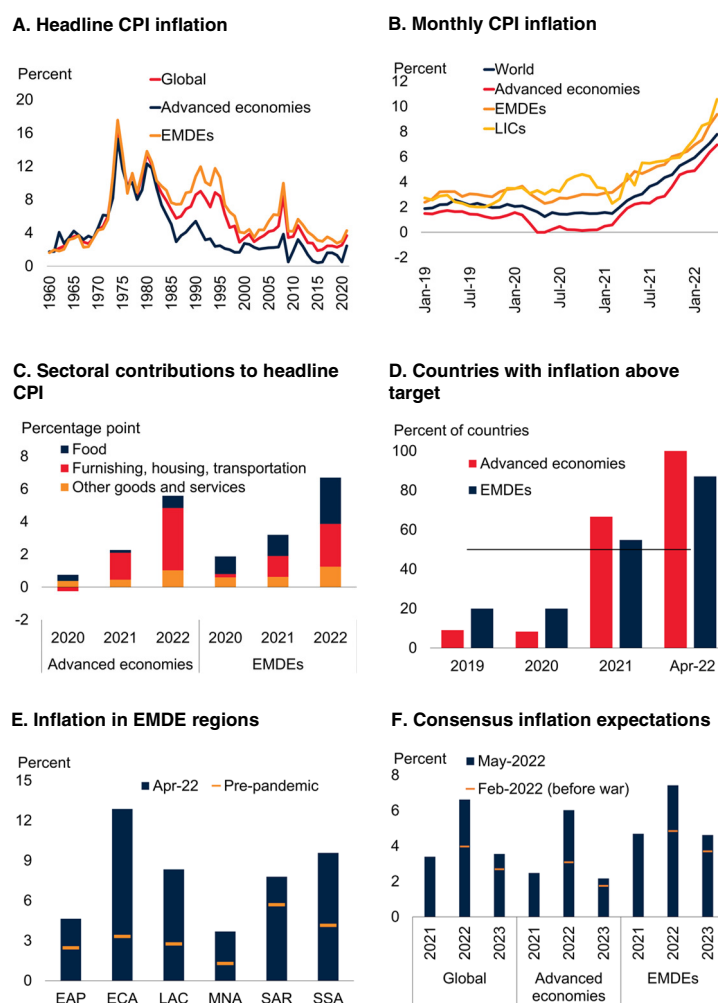 A. Headline CPI inflation
Percent
Global
Advanced economies
EMDEs
20
16
12
8
4
0
1960
1965
1970
1975
1980
1985
1990
1995
2000
2005
2010
2015
2020
B. Monthly CPI inflation
Percent
World
Advanced economies
EMDEs
LICs
12
10
8
6
4
2
0
-2
Jan-19
Jul-19
Jan-20
Jul-20
Jan-21
Jul-21
Jan-22
C. Sectoral contributions to headline
CPI
Percentage point
Food
Furnishing, housing, transportation
Other goods and services
8
6
4
2
0
-2
2020 2021 2022 2020 2021 2022
Advanced economies EMDEs
D. Countries with inflation above
target
Percent of countries
Advanced economies
EMDEs
100
80
60
40
20
0
2019 2020 2021 Apr-22
E. Inflation in EMDE regions
Percent
Apr-22 Pre-pandemic
15
12
9
6
3
0
EAP ECA LAC MNA SAR SSA
F. Consensus inflation expectations
Percent
May-2022
Feb-2022 (before war)
8
6
4
2
0
2021
2022
2023
2021
2022
2023
2021
2022
2023
Global Advanced EMDEs
economies